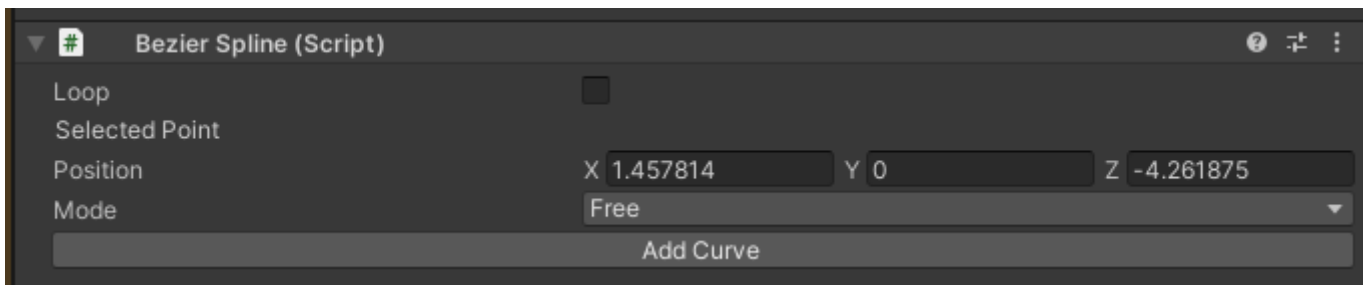 # Bezier Spline (Script)
Loop
Selected Point
Position X 1.457814 Y 0 Z -4.261875
Mode Free
Add Curve